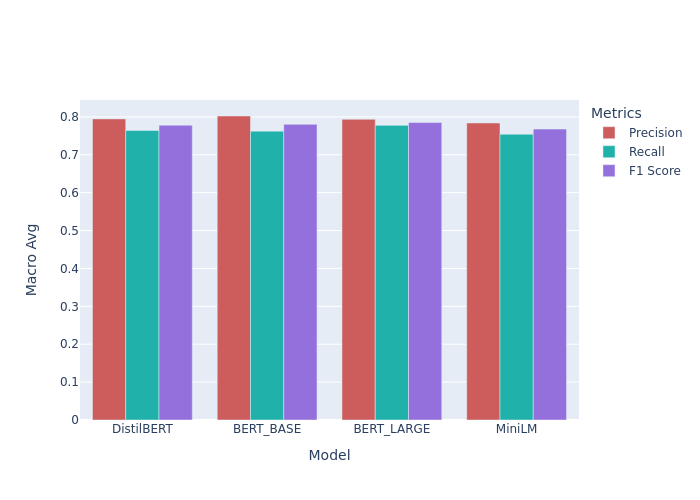 Metrics
Precision
Recall
F1 Score
Macro Avg
0.8
0.7
0.6
0.5
0.4
0.3
0.2
0.1
0
DistilBERT
BERT_BASE
BERT_LARGE
MiniLM
Model